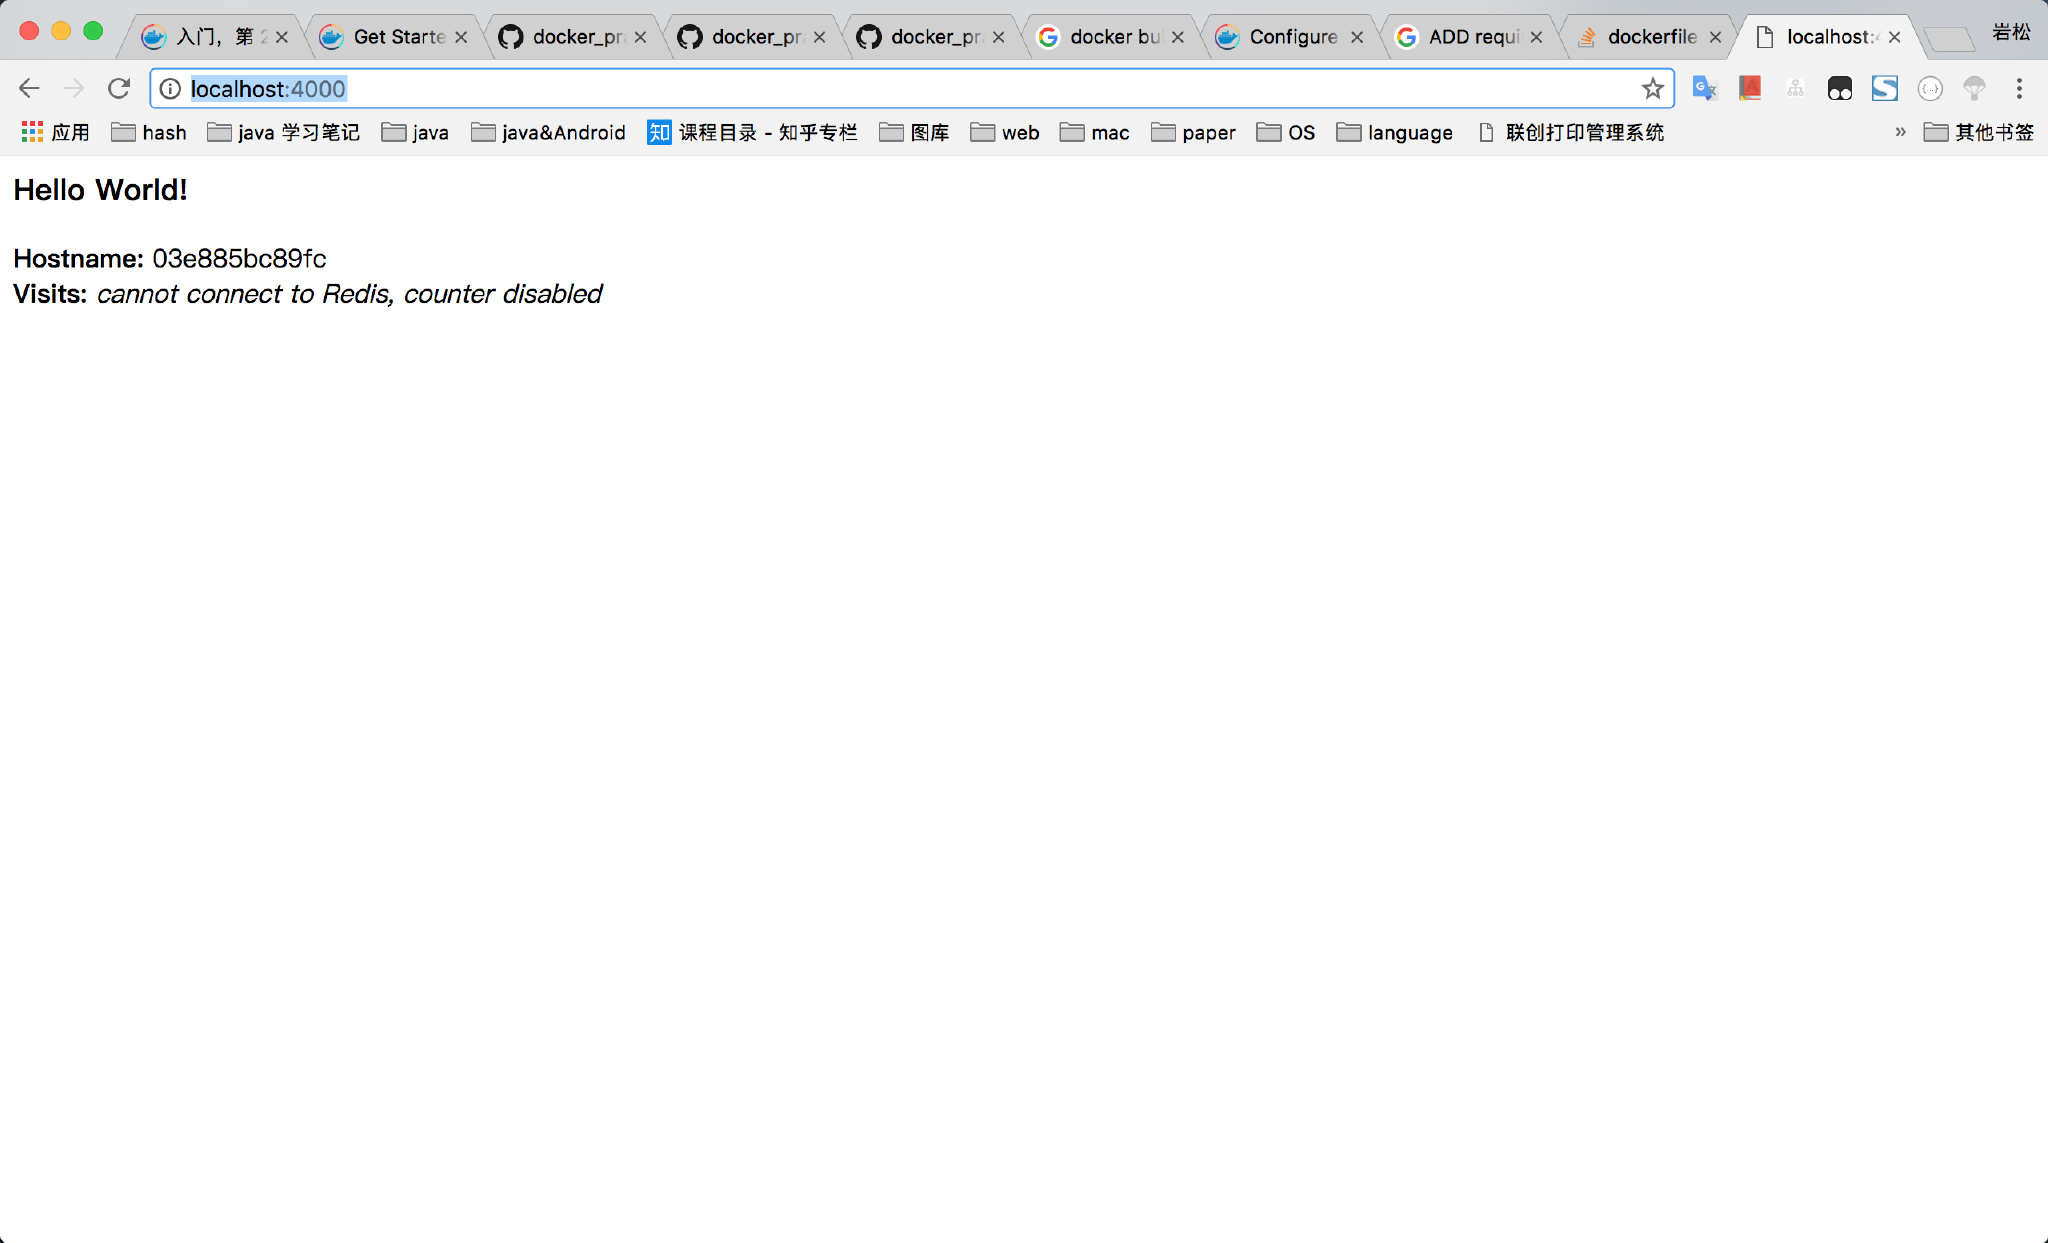 入门，第 2 Get Starte docker_pr docker_pra docker_pr docker bui Configure ADD requi dockerfile localhost:4 岩松
localhost:4000
应用 hash java 学习笔记 java java&Android 知 课程目录 - 知乎专栏 图库 web mac paper OS language 联创打印管理系统 » 其他书签
Hello World!
Hostname: 03e885bc89fc
Visits: cannot connect to Redis, counter disabled